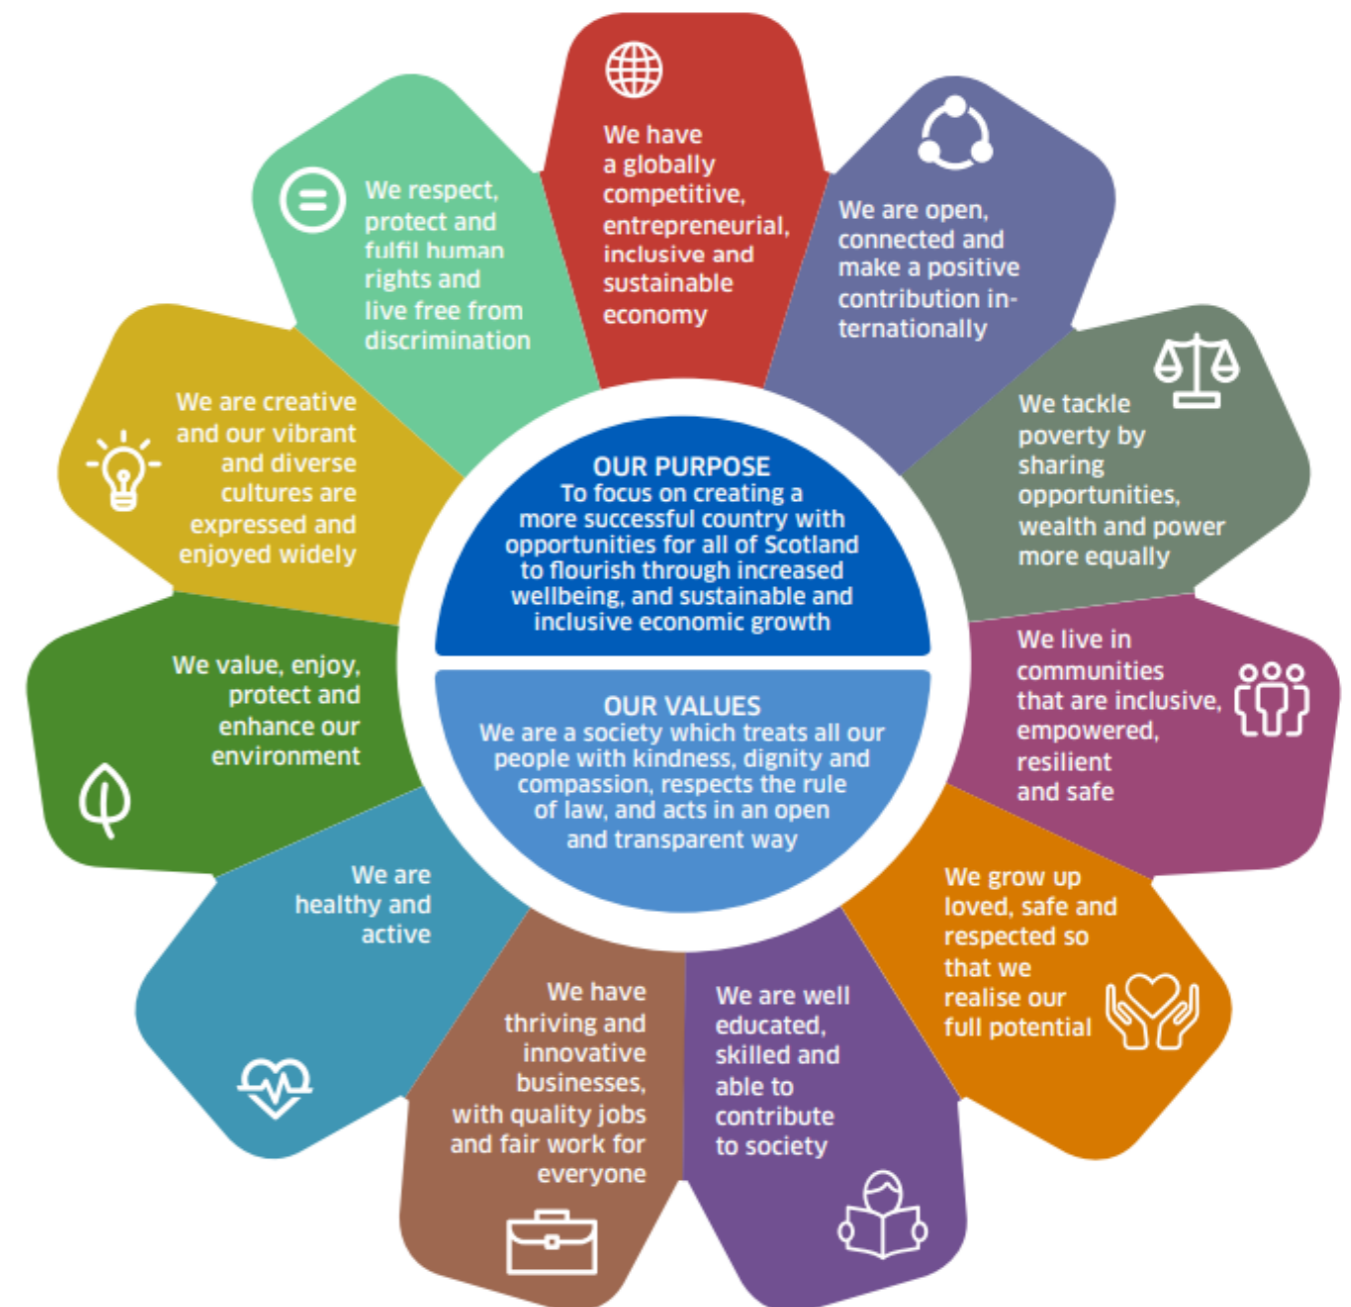 We have
a globally
competitive,
entrepreneurial,
inclusive and
sustainable
economy
We are open,
connected and
make a positive
contribution in-
ternationally
We tackle
poverty by
sharing
opportunities,
wealth and power
more equally
We live in
communities
that are inclusive,
empowered,
resilient
and safe
We grow up
loved, safe and
respected so
that we
realise our
full potential
We are well
educated,
skilled and
able to
contribute
to society
We have
thriving and
innovative
businesses,
with quality jobs
and fair work for
everyone
We are
healthy and
active
We value, enjoy,
protect and
enhance our
environment
We are creative
and our vibrant
and diverse
cultures are
expressed and
enjoyed widely
We respect,
protect and
fulfil human
rights and
live free from
discrimination
OUR PURPOSE
To focus on creating a
more successful country with
opportunities for all of Scotland
to flourish through increased
wellbeing, and sustainable and
inclusive economic growth
OUR VALUES
We are a society which treats all our
people with kindness, dignity and
compassion, respects the rule
of law, and acts in an open
and transparent way